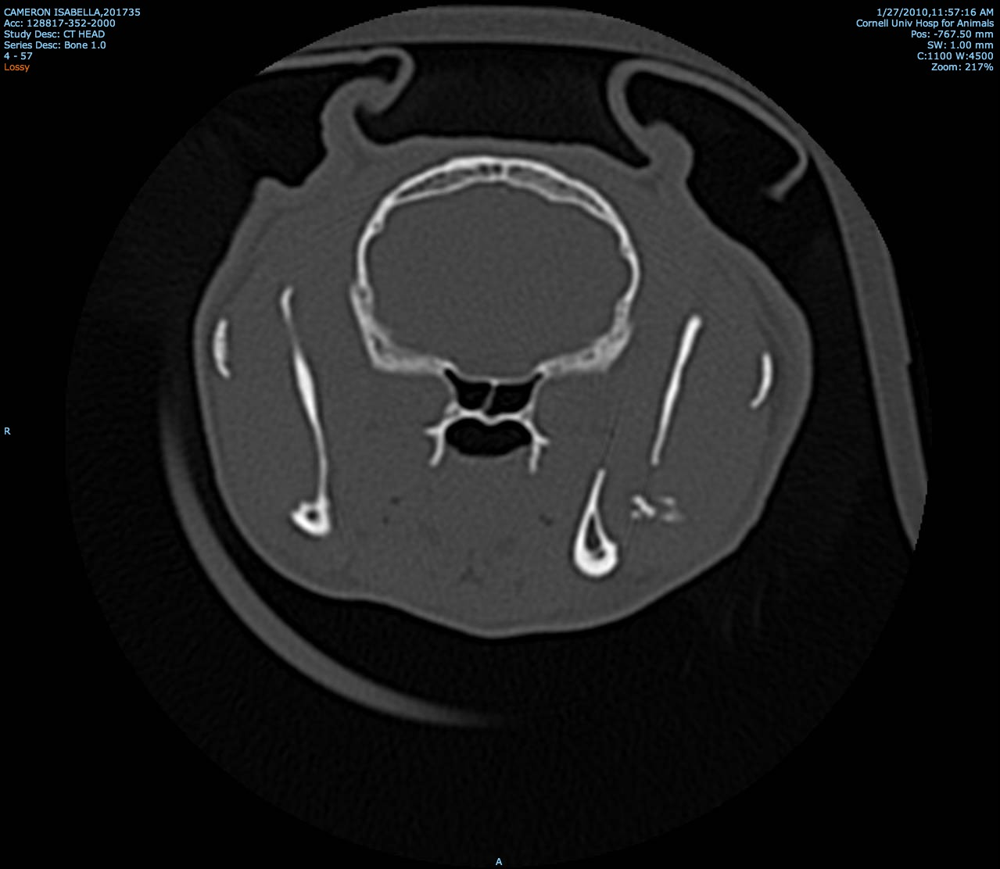 CAMERON ISABELLA,201735
Acc: 128817-352-2000
Study Desc: CT HEAD
Series Desc: Bone 1.0
4 - 57
Lossy
1/27/2010,11:57:16 AM
Cornell Univ Hosp for Animals
Pos: -767.50 mm
SW: 1.00 mm
C:1100 W:4500
Zoom: 217%
R
A